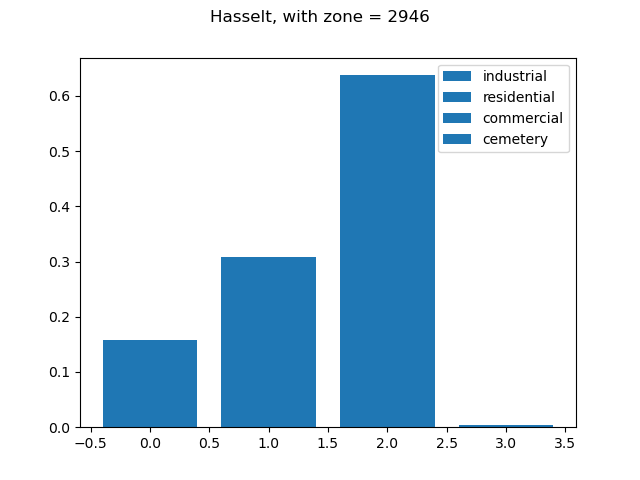 Hasselt, with zone = 2946
industrial
residential
commercial
cemetery
0.6
0.5
0.4
0.3
0.2
0.1
0.0
−0.5 0.0 0.5 1.0 1.5 2.0 2.5 3.0 3.5